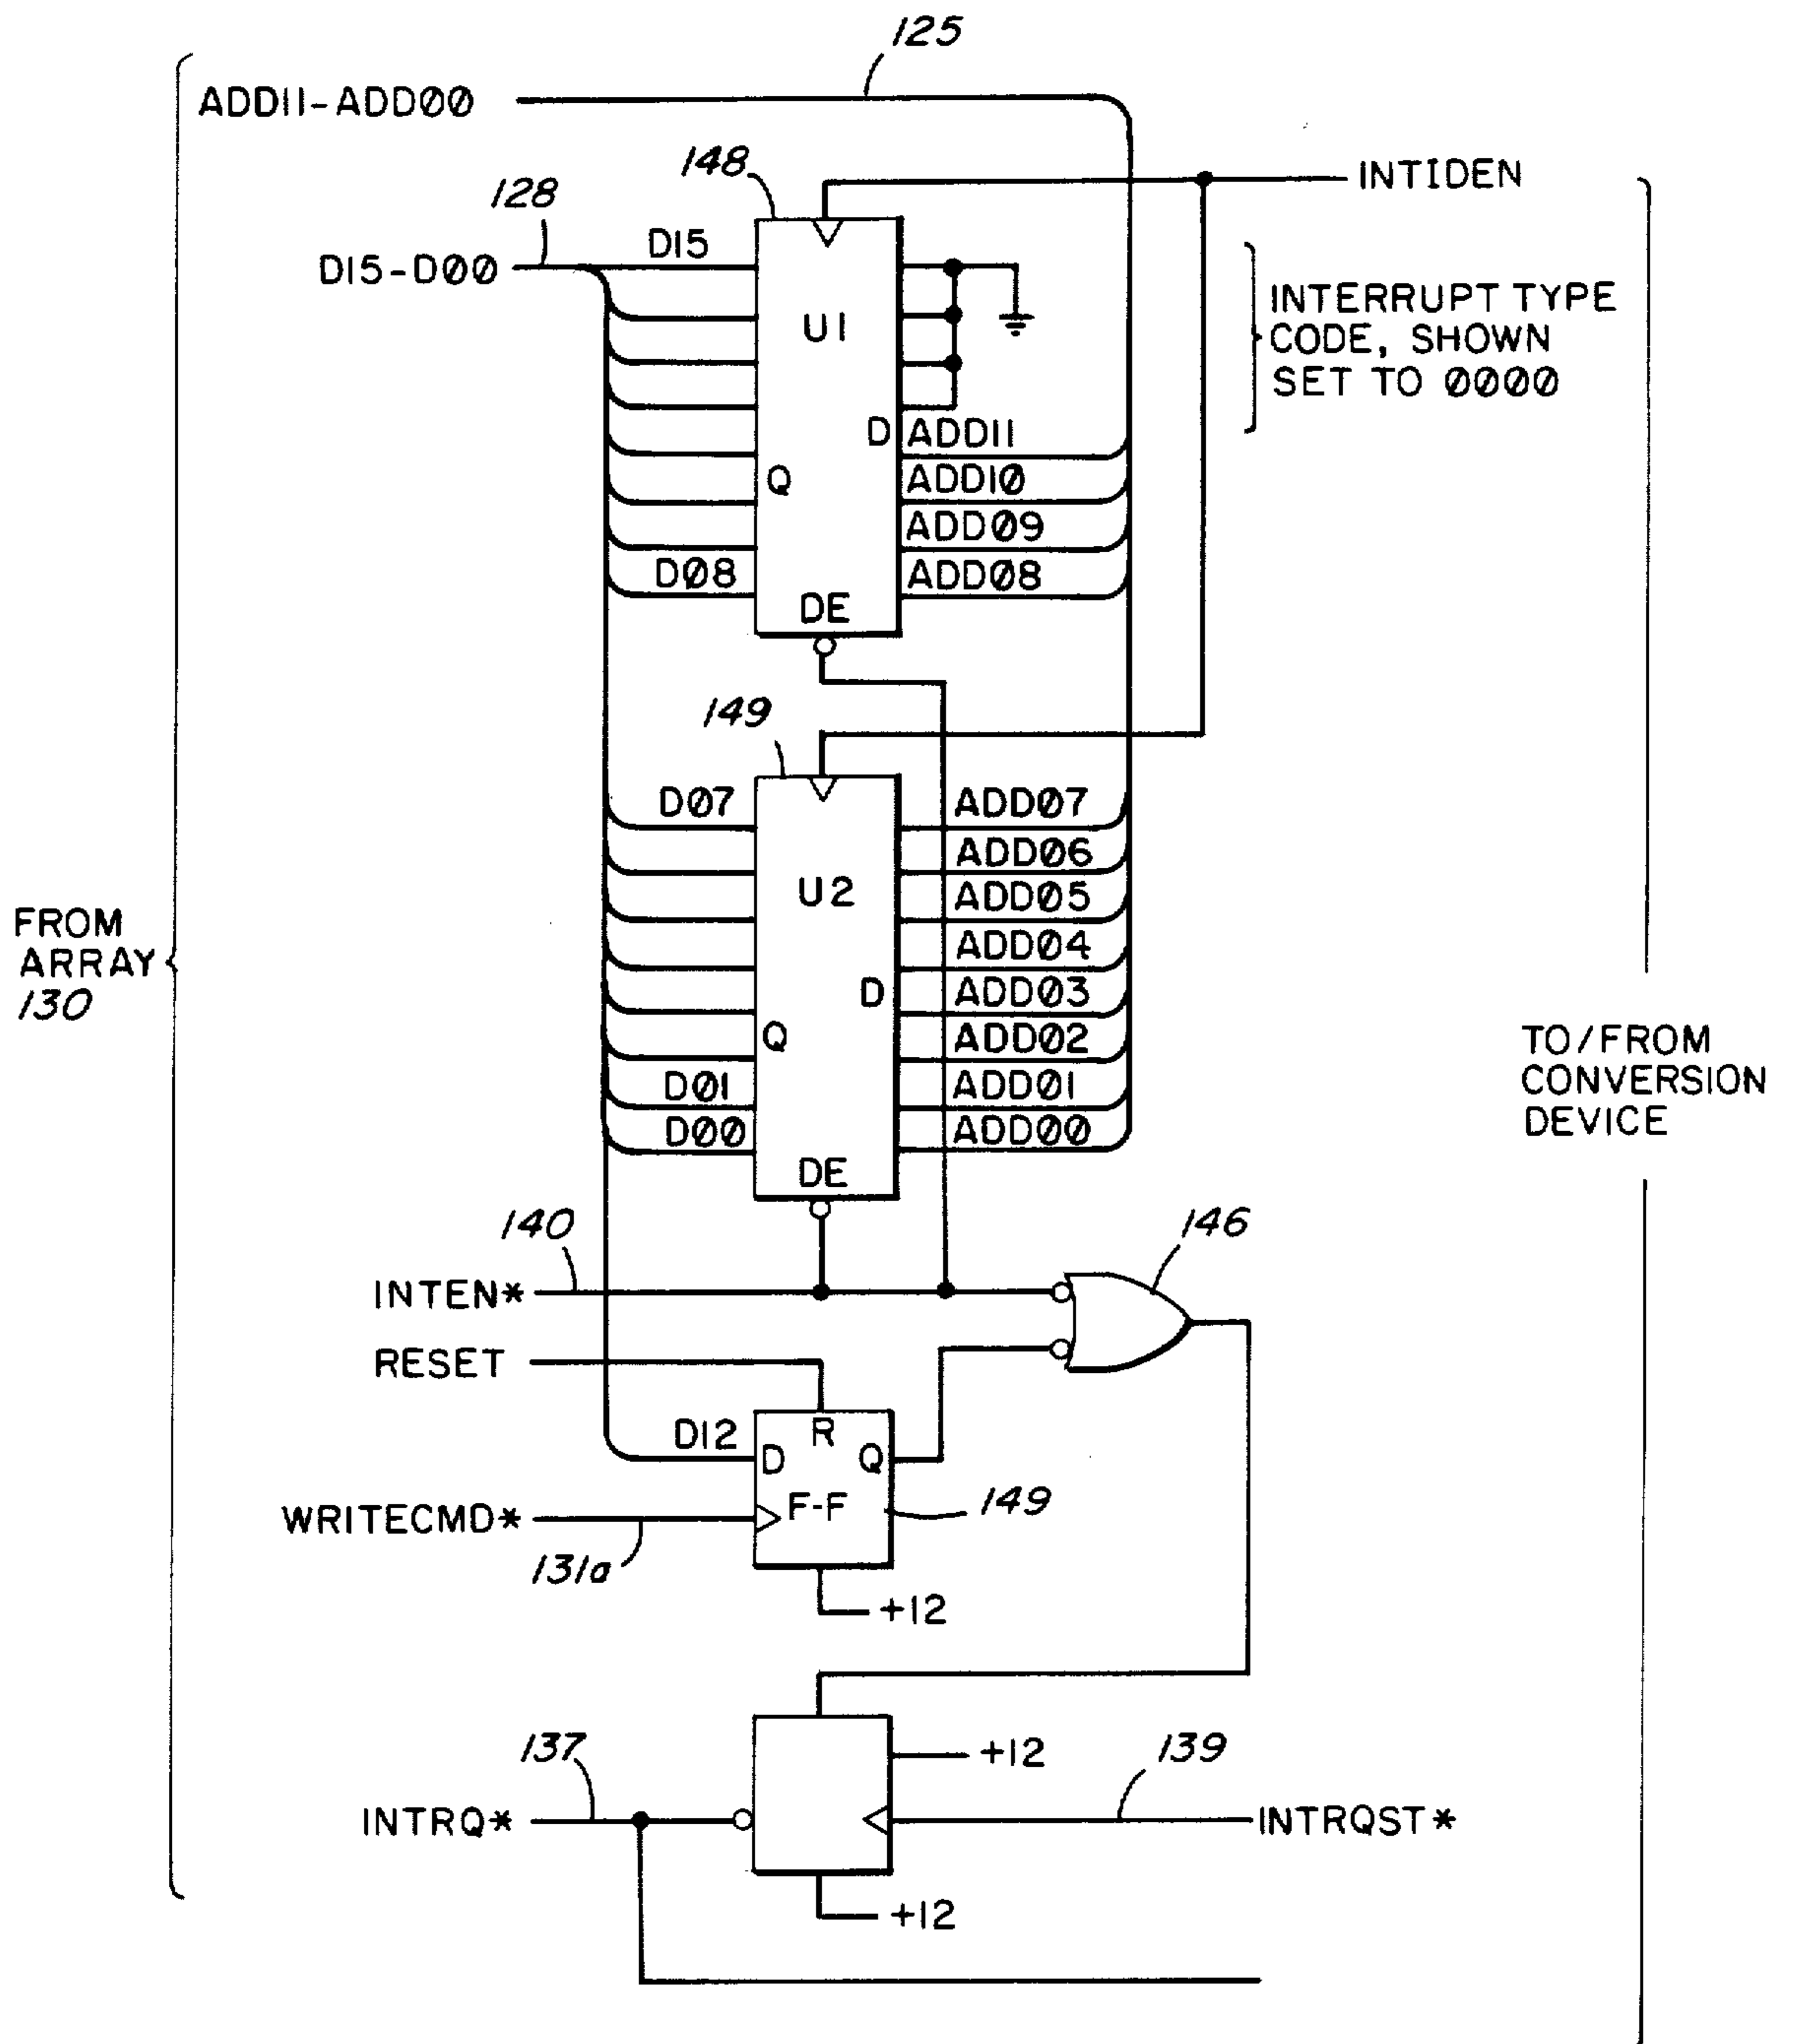 125
ADD11-ADD00
148
INTIDEN
128
D15-D00
D15
U1
INTERRUPT TYPE
CODE, SHOWN
SET TO 0000
D
ADD11
Q
ADD10
ADD09
D08
ADD08
DE
149
D07
ADD07
ADD06
U2
ADD05
ADD04
D
ADD03
Q
ADD02
D01
ADD01
D00
ADD00
DE
FROM
ARRAY
130
TO/FROM
CONVERSION
DEVICE
140
146
INTEN*
RESET
D12
R
D
Q
F-F
149
WRITECMD*
131a
+12
137
+12
139
INTRQ*
INTRQST*
+12